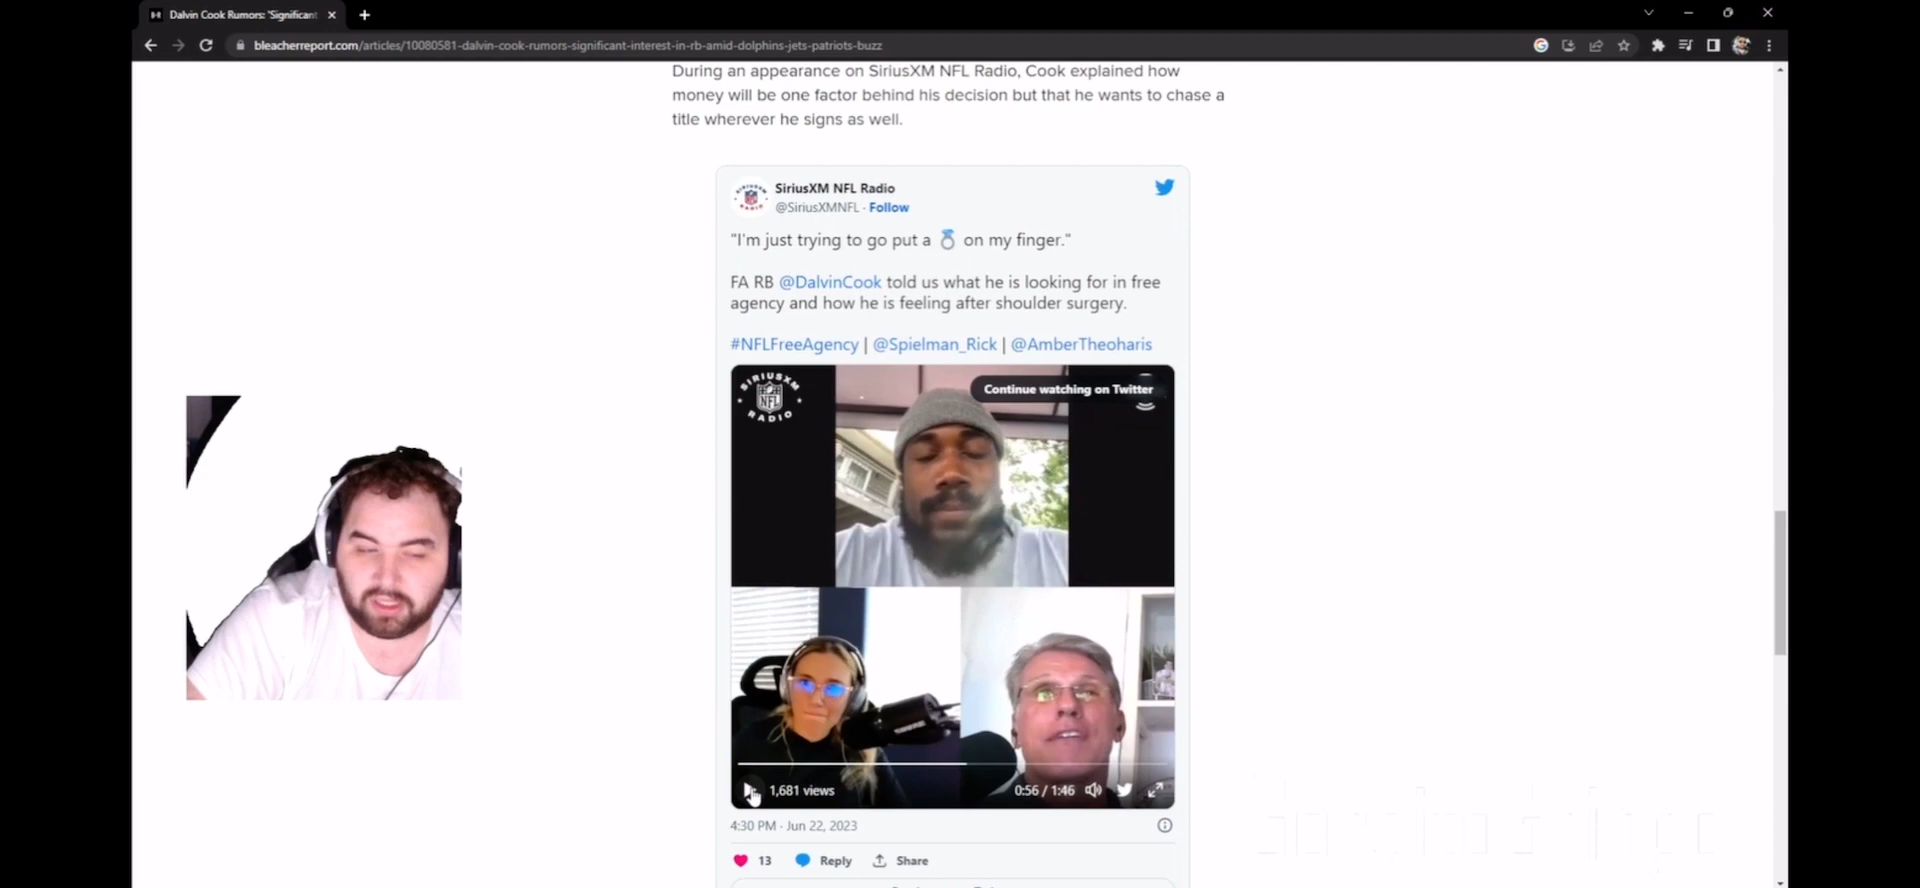 Dalvin Cook Rumors: 'Significant
bleacherreport.com/articles/10080581-dalvin-cook-rumors-significant-interest-in-rb-amid-dolphins-jets-patriots-buzz
During an appearance on SiriusXM NFL Radio, Cook explained how
money will be one factor behind his decision but that he wants to chase a
title wherever he signs as well.
SiriusXM NFL Radio
@SiriusXMNFL · Follow
"I'm just trying to go put a 💍 on my finger."
FA RB @DalvinCook told us what he is looking for in free
agency and how he is feeling after shoulder surgery.
#NFLFreeAgency | @Spielman_Rick | @AmberTheoharis
SIRIUSXM
NFL
RADIO
Continue watching on Twitter
SHURE
1,681 views
0:56 / 1:46
4:30 PM · Jun 22, 2023
13
Reply
Share